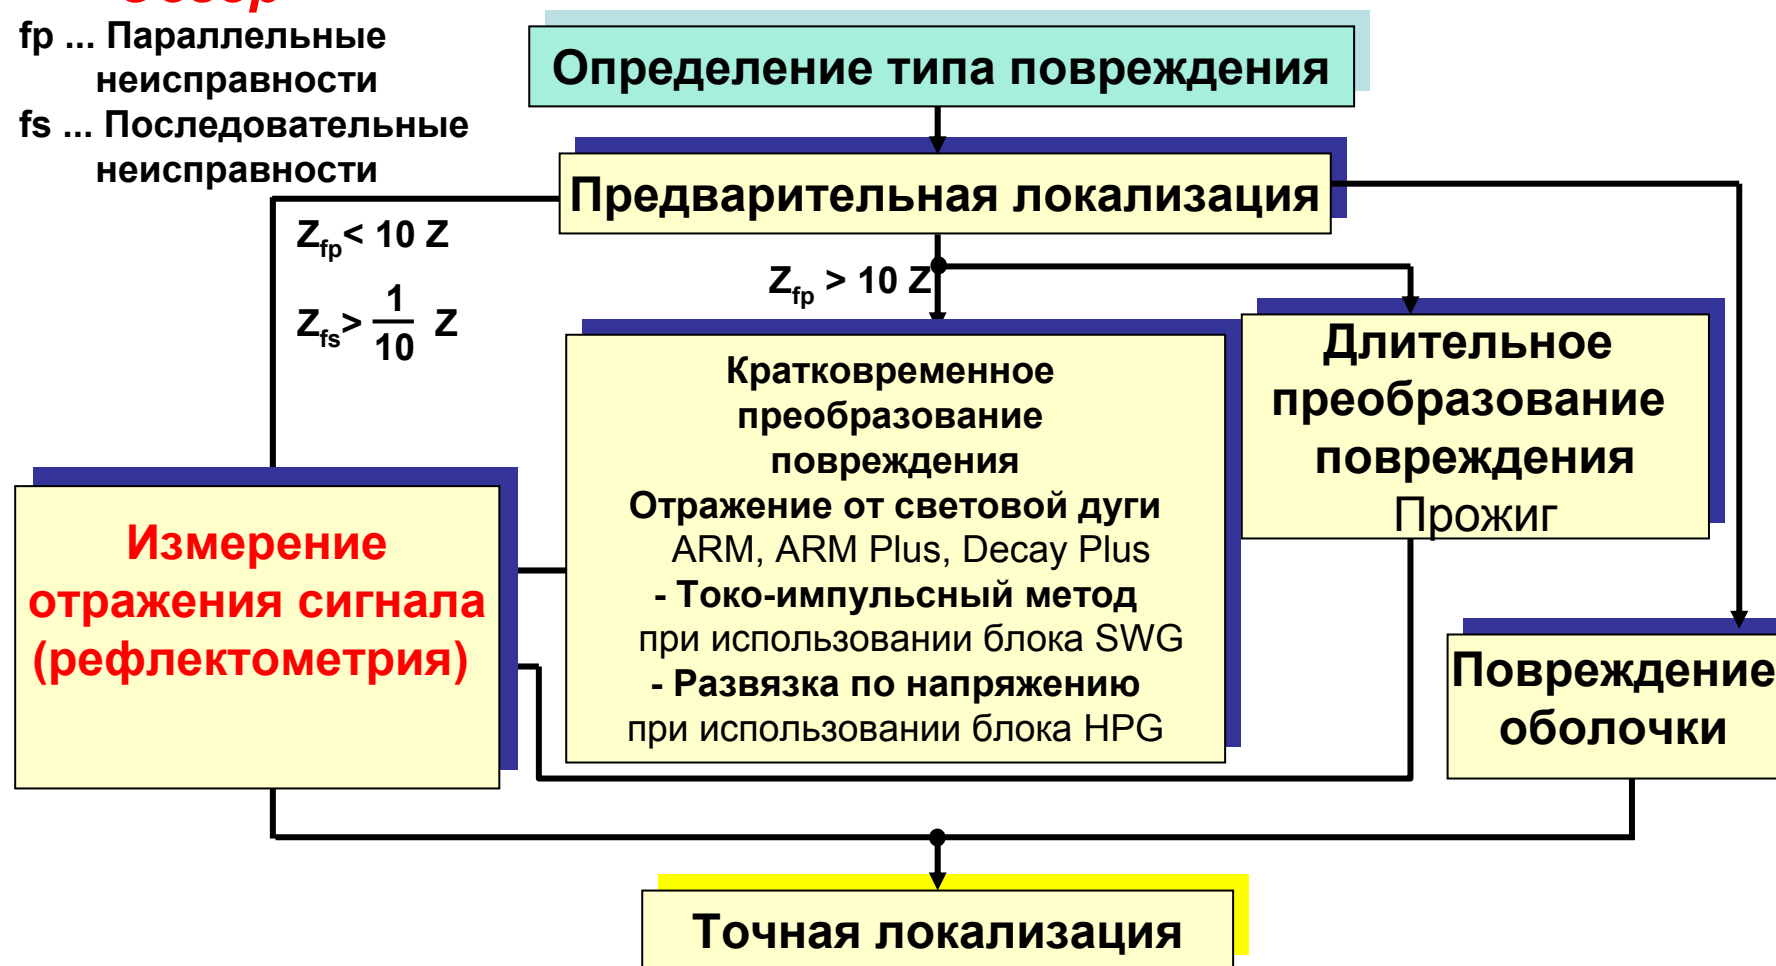 fp ... Параллельные
неисправности
fs ... Последовательные
неисправности
Определение типа повреждения
Предварительная локализация
Zfp< 10 Z
Zfs> 1/10 Z
Zfp > 10 Z
Кратковременное
преобразование
повреждения
Отражение от световой дуги
ARM, ARM Plus, Decay Plus
- Токо-импульсный метод
при использовании блока SWG
- Развязка по напряжению
при использовании блока HPG
Длительное
преобразование
повреждения
Прожиг
Измерение
отражения сигнала
(рефлектометрия)
Повреждение
оболочки
Точная локализация